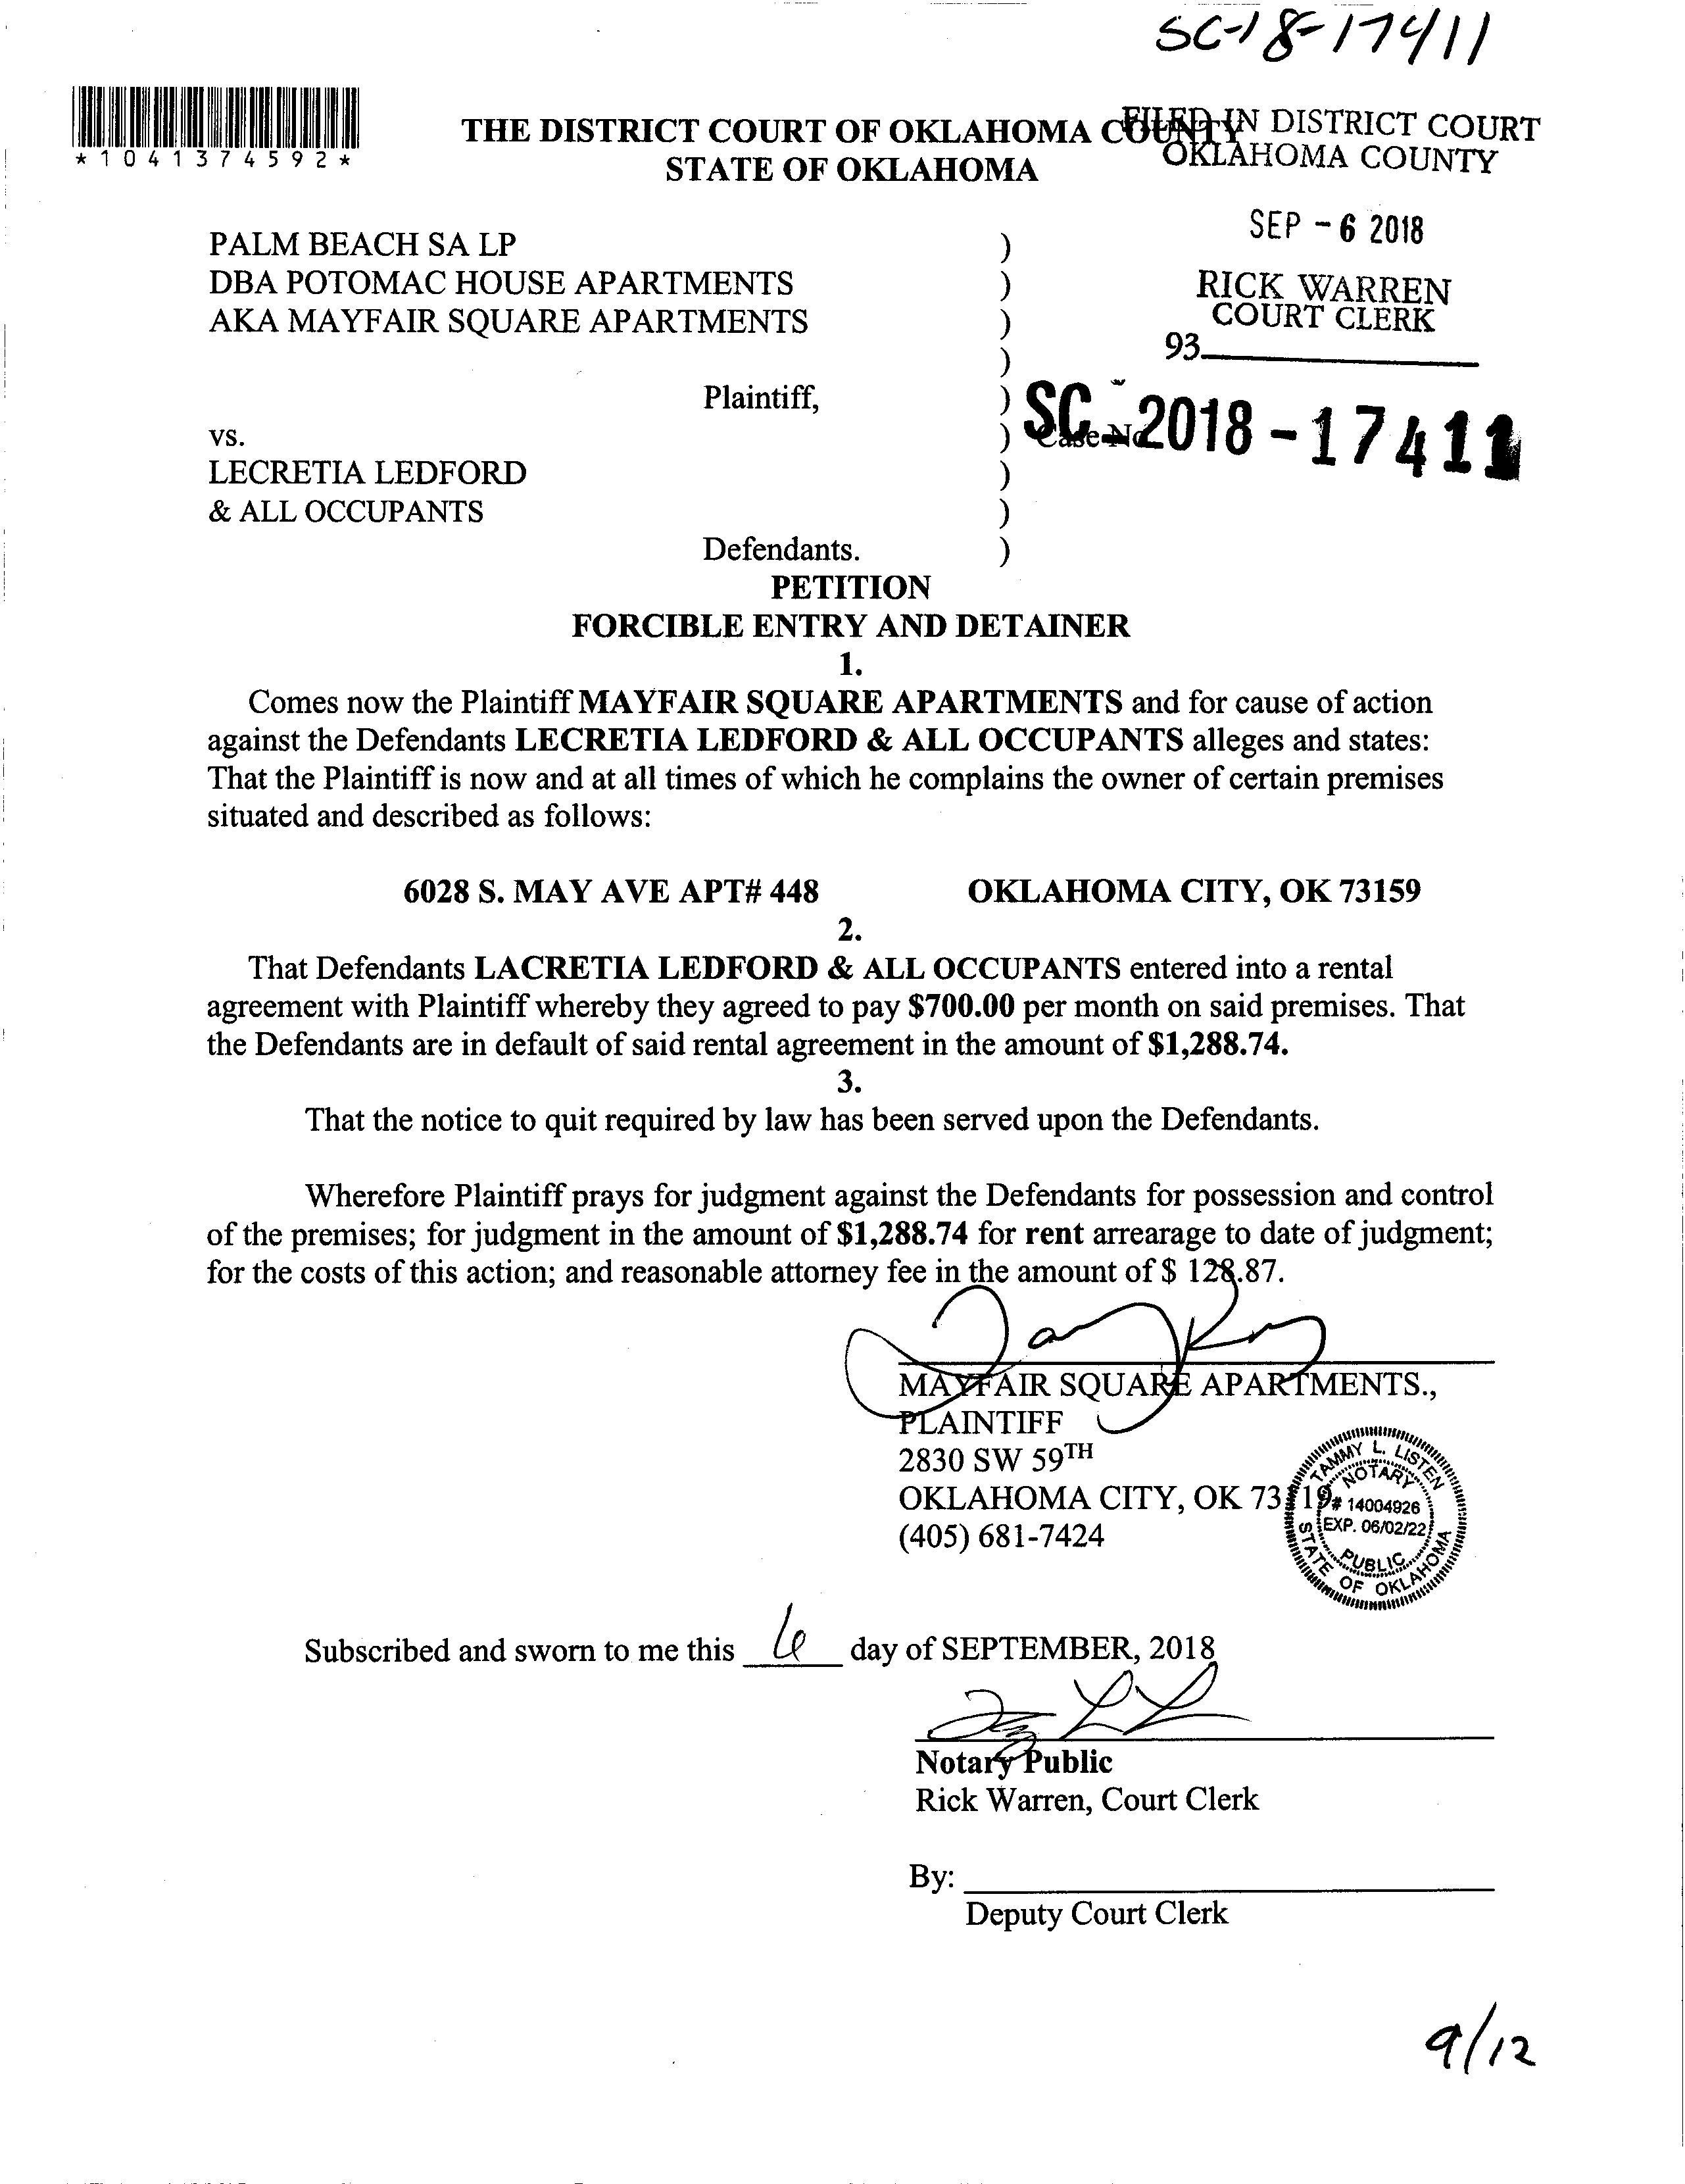 SC-18-17411
*1041374592*
THE DISTRICT COURT OF OKLAHOMA COUNTY
STATE OF OKLAHOMA
FILED IN DISTRICT COURT
OKLAHOMA COUNTY
SEP - 6 2018
RICK WARREN
COURT CLERK
93
PALM BEACH SA LP )
DBA POTOMAC HOUSE APARTMENTS )
AKA MAYFAIR SQUARE APARTMENTS )
)
Plaintiff, )
vs. ) Case No
SC - 2018 - 17411
LECRETIA LEDFORD )
& ALL OCCUPANTS )
Defendants. )
PETITION
FORCIBLE ENTRY AND DETAINER
1.
Comes now the Plaintiff MAYFAIR SQUARE APARTMENTS and for cause of action
against the Defendants LECRETIA LEDFORD & ALL OCCUPANTS alleges and states:
That the Plaintiff is now and at all times of which he complains the owner of certain premises
situated and described as follows:
6028 S. MAY AVE APT# 448 OKLAHOMA CITY, OK 73159
2.
That Defendants LACRETIA LEDFORD & ALL OCCUPANTS entered into a rental
agreement with Plaintiff whereby they agreed to pay $700.00 per month on said premises. That
the Defendants are in default of said rental agreement in the amount of $1,288.74.
3.
That the notice to quit required by law has been served upon the Defendants.
Wherefore Plaintiff prays for judgment against the Defendants for possession and control
of the premises; for judgment in the amount of $1,288.74 for rent arrearage to date of judgment;
for the costs of this action; and reasonable attorney fee in the amount of $ 128.87.
MAYFAIR SQUARE APARTMENTS.,
PLAINTIFF
2830 SW 59TH
OKLAHOMA CITY, OK 73119
(405) 681-7424
TAMMY L. LISTEN
NOTARY
# 14004926
EXP. 06/02/22
PUBLIC
STATE OF OKLAHOMA
Subscribed and sworn to me this 6 day of SEPTEMBER, 2018
Notary Public
Rick Warren, Court Clerk
By:
Deputy Court Clerk
9/12